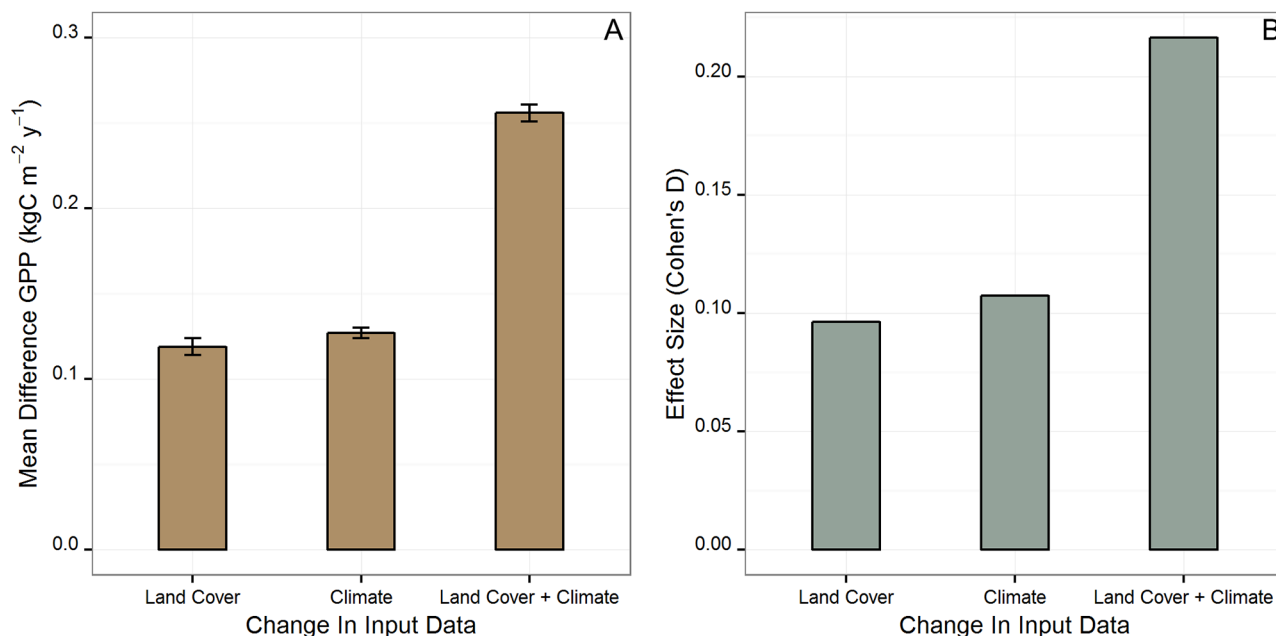 A
Mean Difference GPP (kgC m⁻² y⁻¹)
0.3
0.2
0.1
0.0
Land Cover Climate Land Cover + Climate
Change In Input Data
B
Effect Size (Cohen's D)
0.20
0.15
0.10
0.05
0.00
Land Cover Climate Land Cover + Climate
Change In Input Data